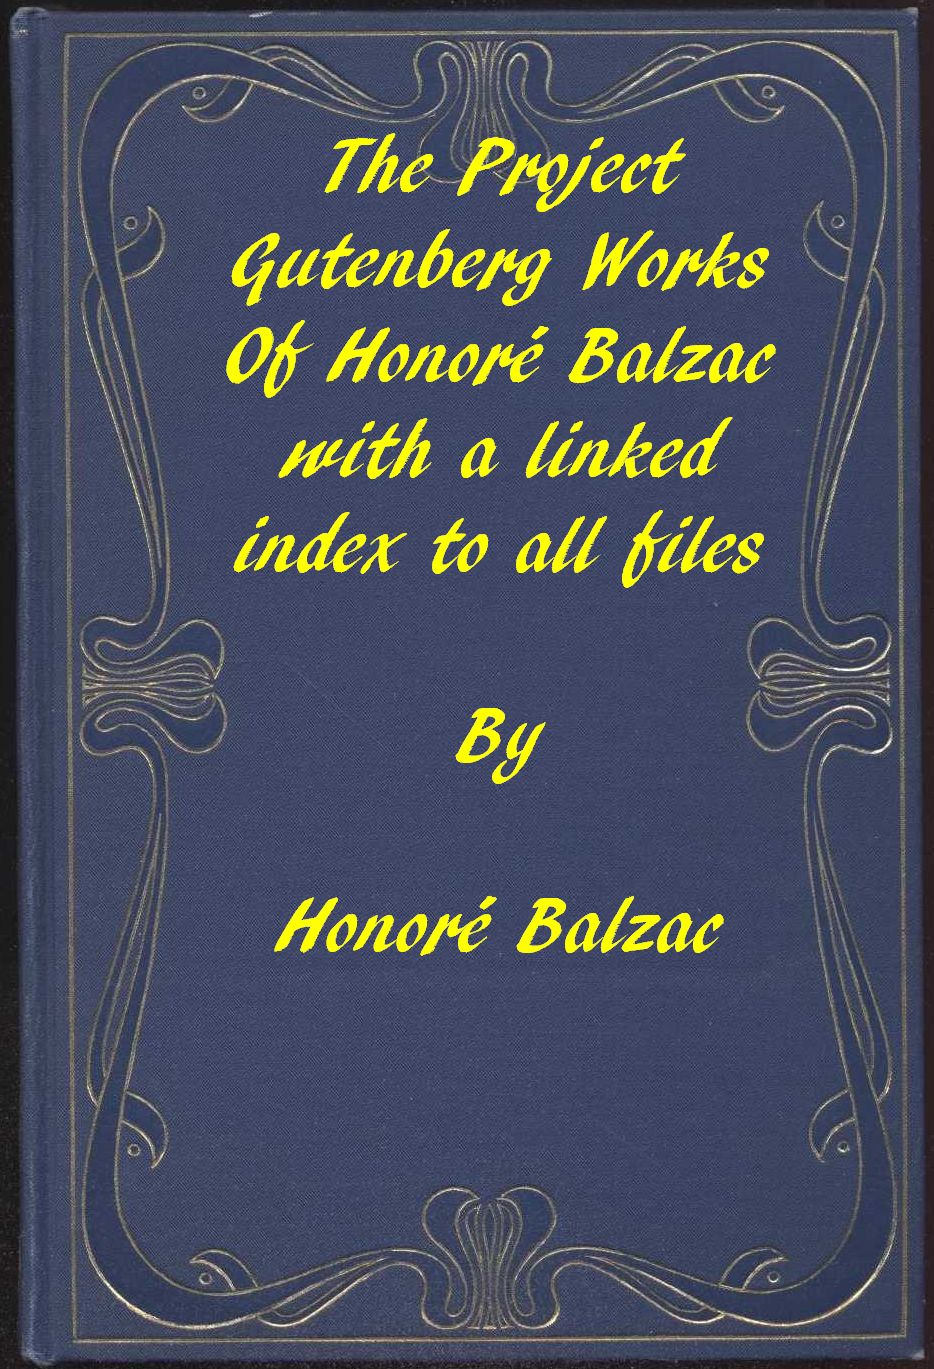 The Project
Gutenberg Works
Of Honoré Balzac
with a linked
index to all files
By
Honoré Balzac